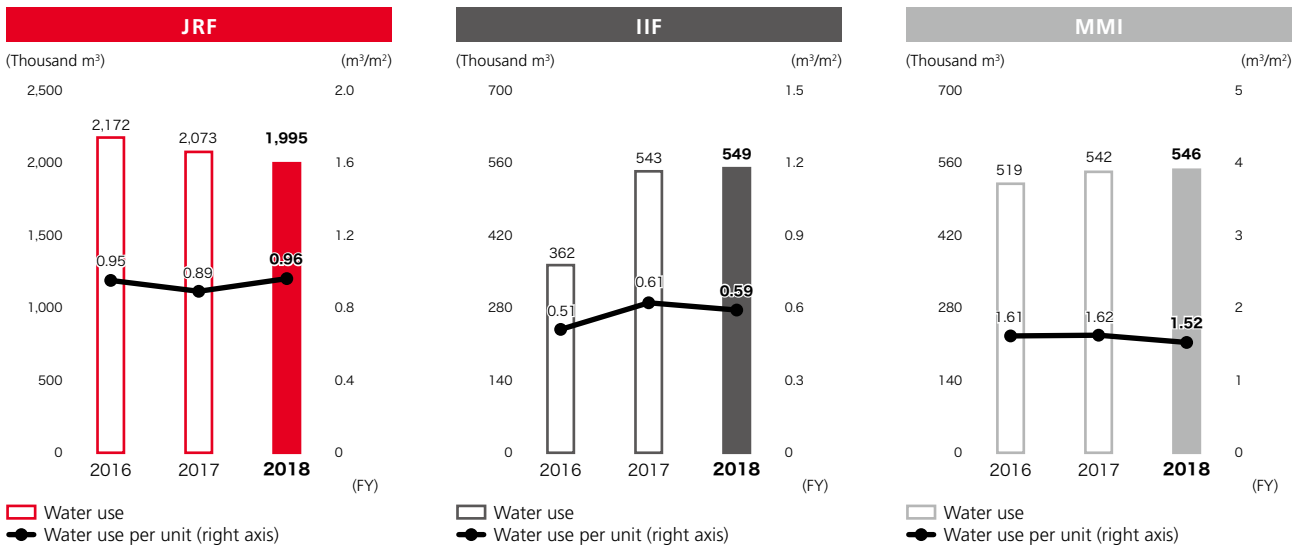 JRF
(Thousand m³) (m³/m²)
2,500 2.0
2,172
2,073
1,995
2,000 1.6
1,500 1.2
0.95
0.89
0.96
1,000 0.8
500 0.4
0 0
2016 2017 2018
(FY)
Water use
Water use per unit (right axis)
IIF
(Thousand m³) (m³/m²)
700 1.5
543
549
560 1.2
420 0.9
362
0.61
0.59
0.51
280 0.6
140 0.3
0 0
2016 2017 2018
(FY)
Water use
Water use per unit (right axis)
MMI
(Thousand m³) (m³/m²)
700 5
519
542
546
560 4
420 3
1.61
1.62
1.52
280 2
140 1
0 0
2016 2017 2018
(FY)
Water use
Water use per unit (right axis)